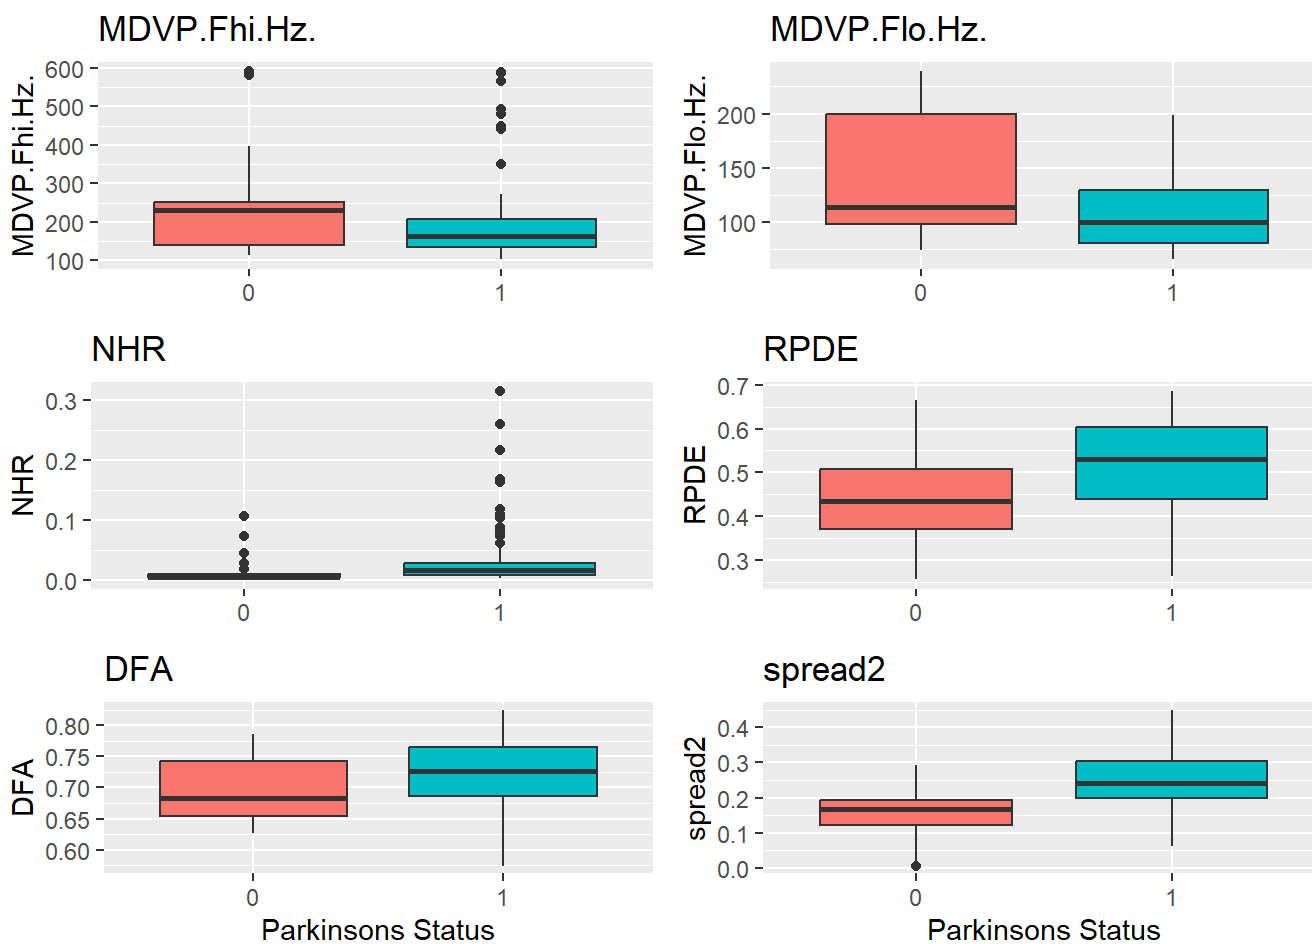 MDVP.Fhi.Hz.
MDVP.Fhi.Hz.
600
500
400
300
200
100
0 1
MDVP.Flo.Hz.
MDVP.Flo.Hz.
200
150
100
0 1
NHR
NHR
0.3
0.2
0.1
0.0
0 1
RPDE
RPDE
0.7
0.6
0.5
0.4
0.3
0 1
DFA
DFA
0.80
0.75
0.70
0.65
0.60
0 1
Parkinsons Status
spread2
spread2
0.4
0.3
0.2
0.1
0.0
0 1
Parkinsons Status